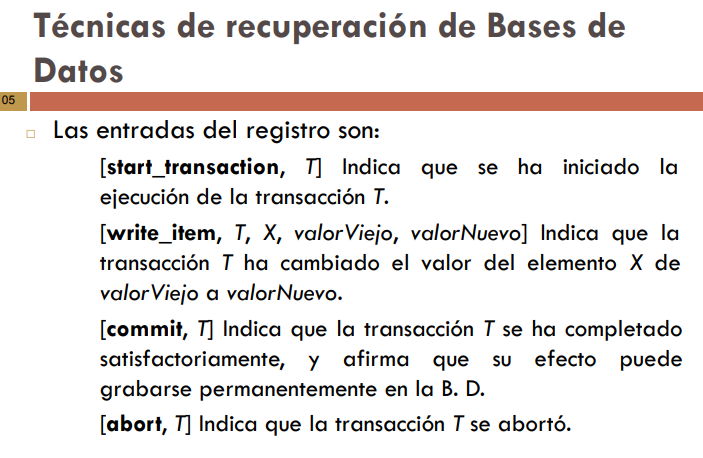 Técnicas de recuperación de Bases de
Datos
05
Las entradas del registro son:
[start_transaction, T] Indica que se ha iniciado la
ejecución de la transacción T.
[write_item, T, X, valorViejo, valorNuevo] Indica que la
transacción T ha cambiado el valor del elemento X de
valorViejo a valorNuevo.
[commit, T] Indica que la transacción T se ha completado
satisfactoriamente, y afirma que su efecto puede
grabarse permanentemente en la B. D.
[abort, T] Indica que la transacción T se abortó.